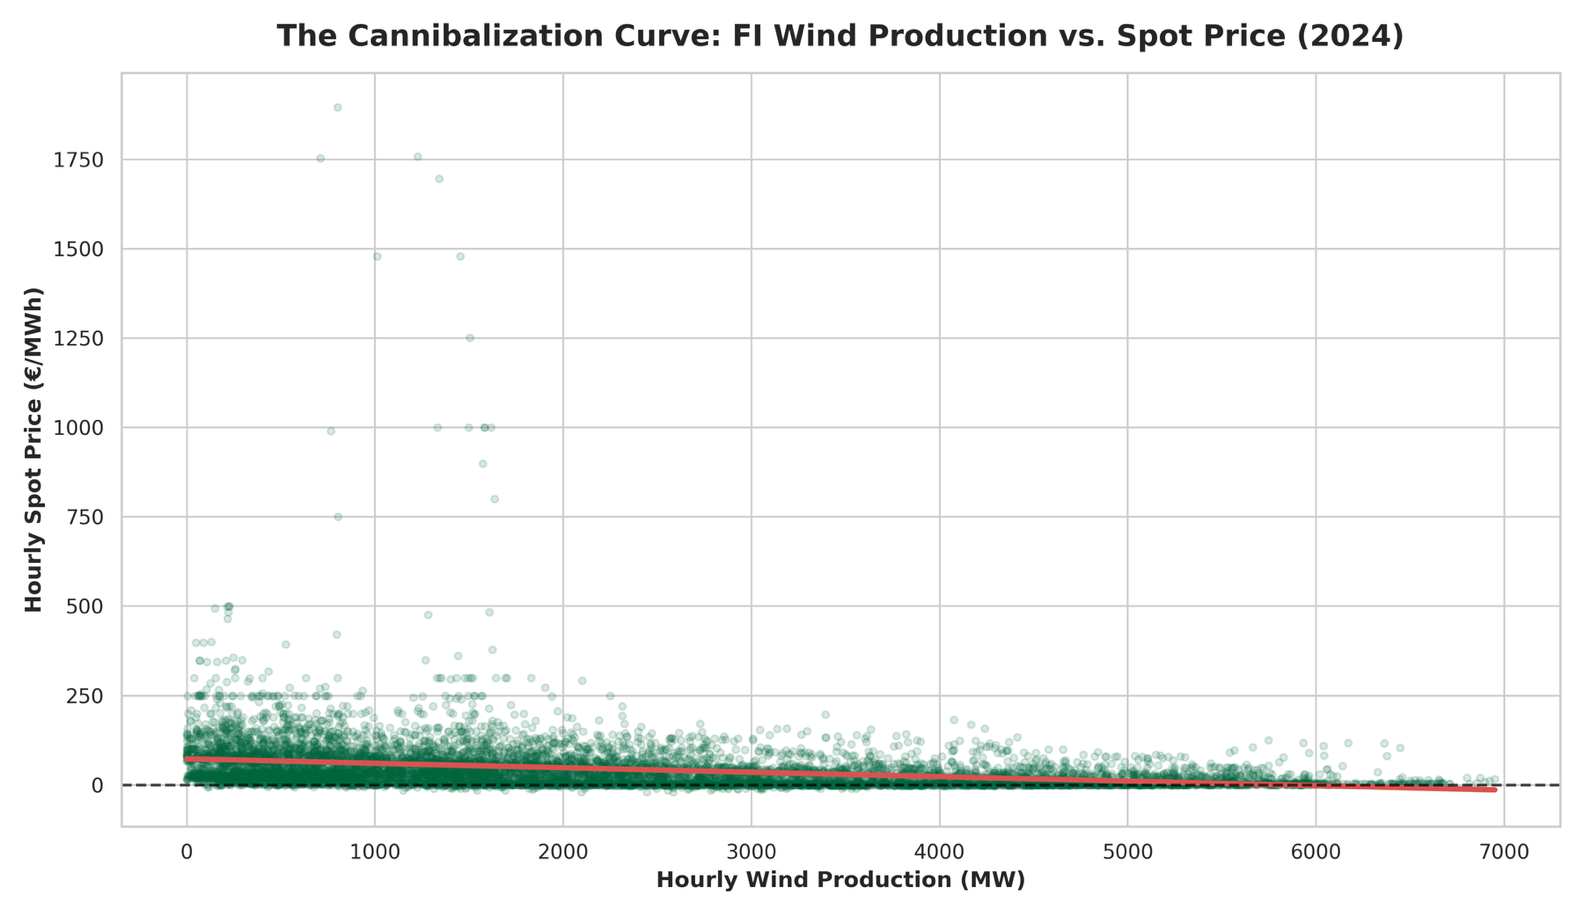 The Cannibalization Curve: FI Wind Production vs. Spot Price (2024)
Hourly Spot Price (€/MWh)
1750
1500
1250
1000
750
500
250
0
0 1000 2000 3000 4000 5000 6000 7000
Hourly Wind Production (MW)